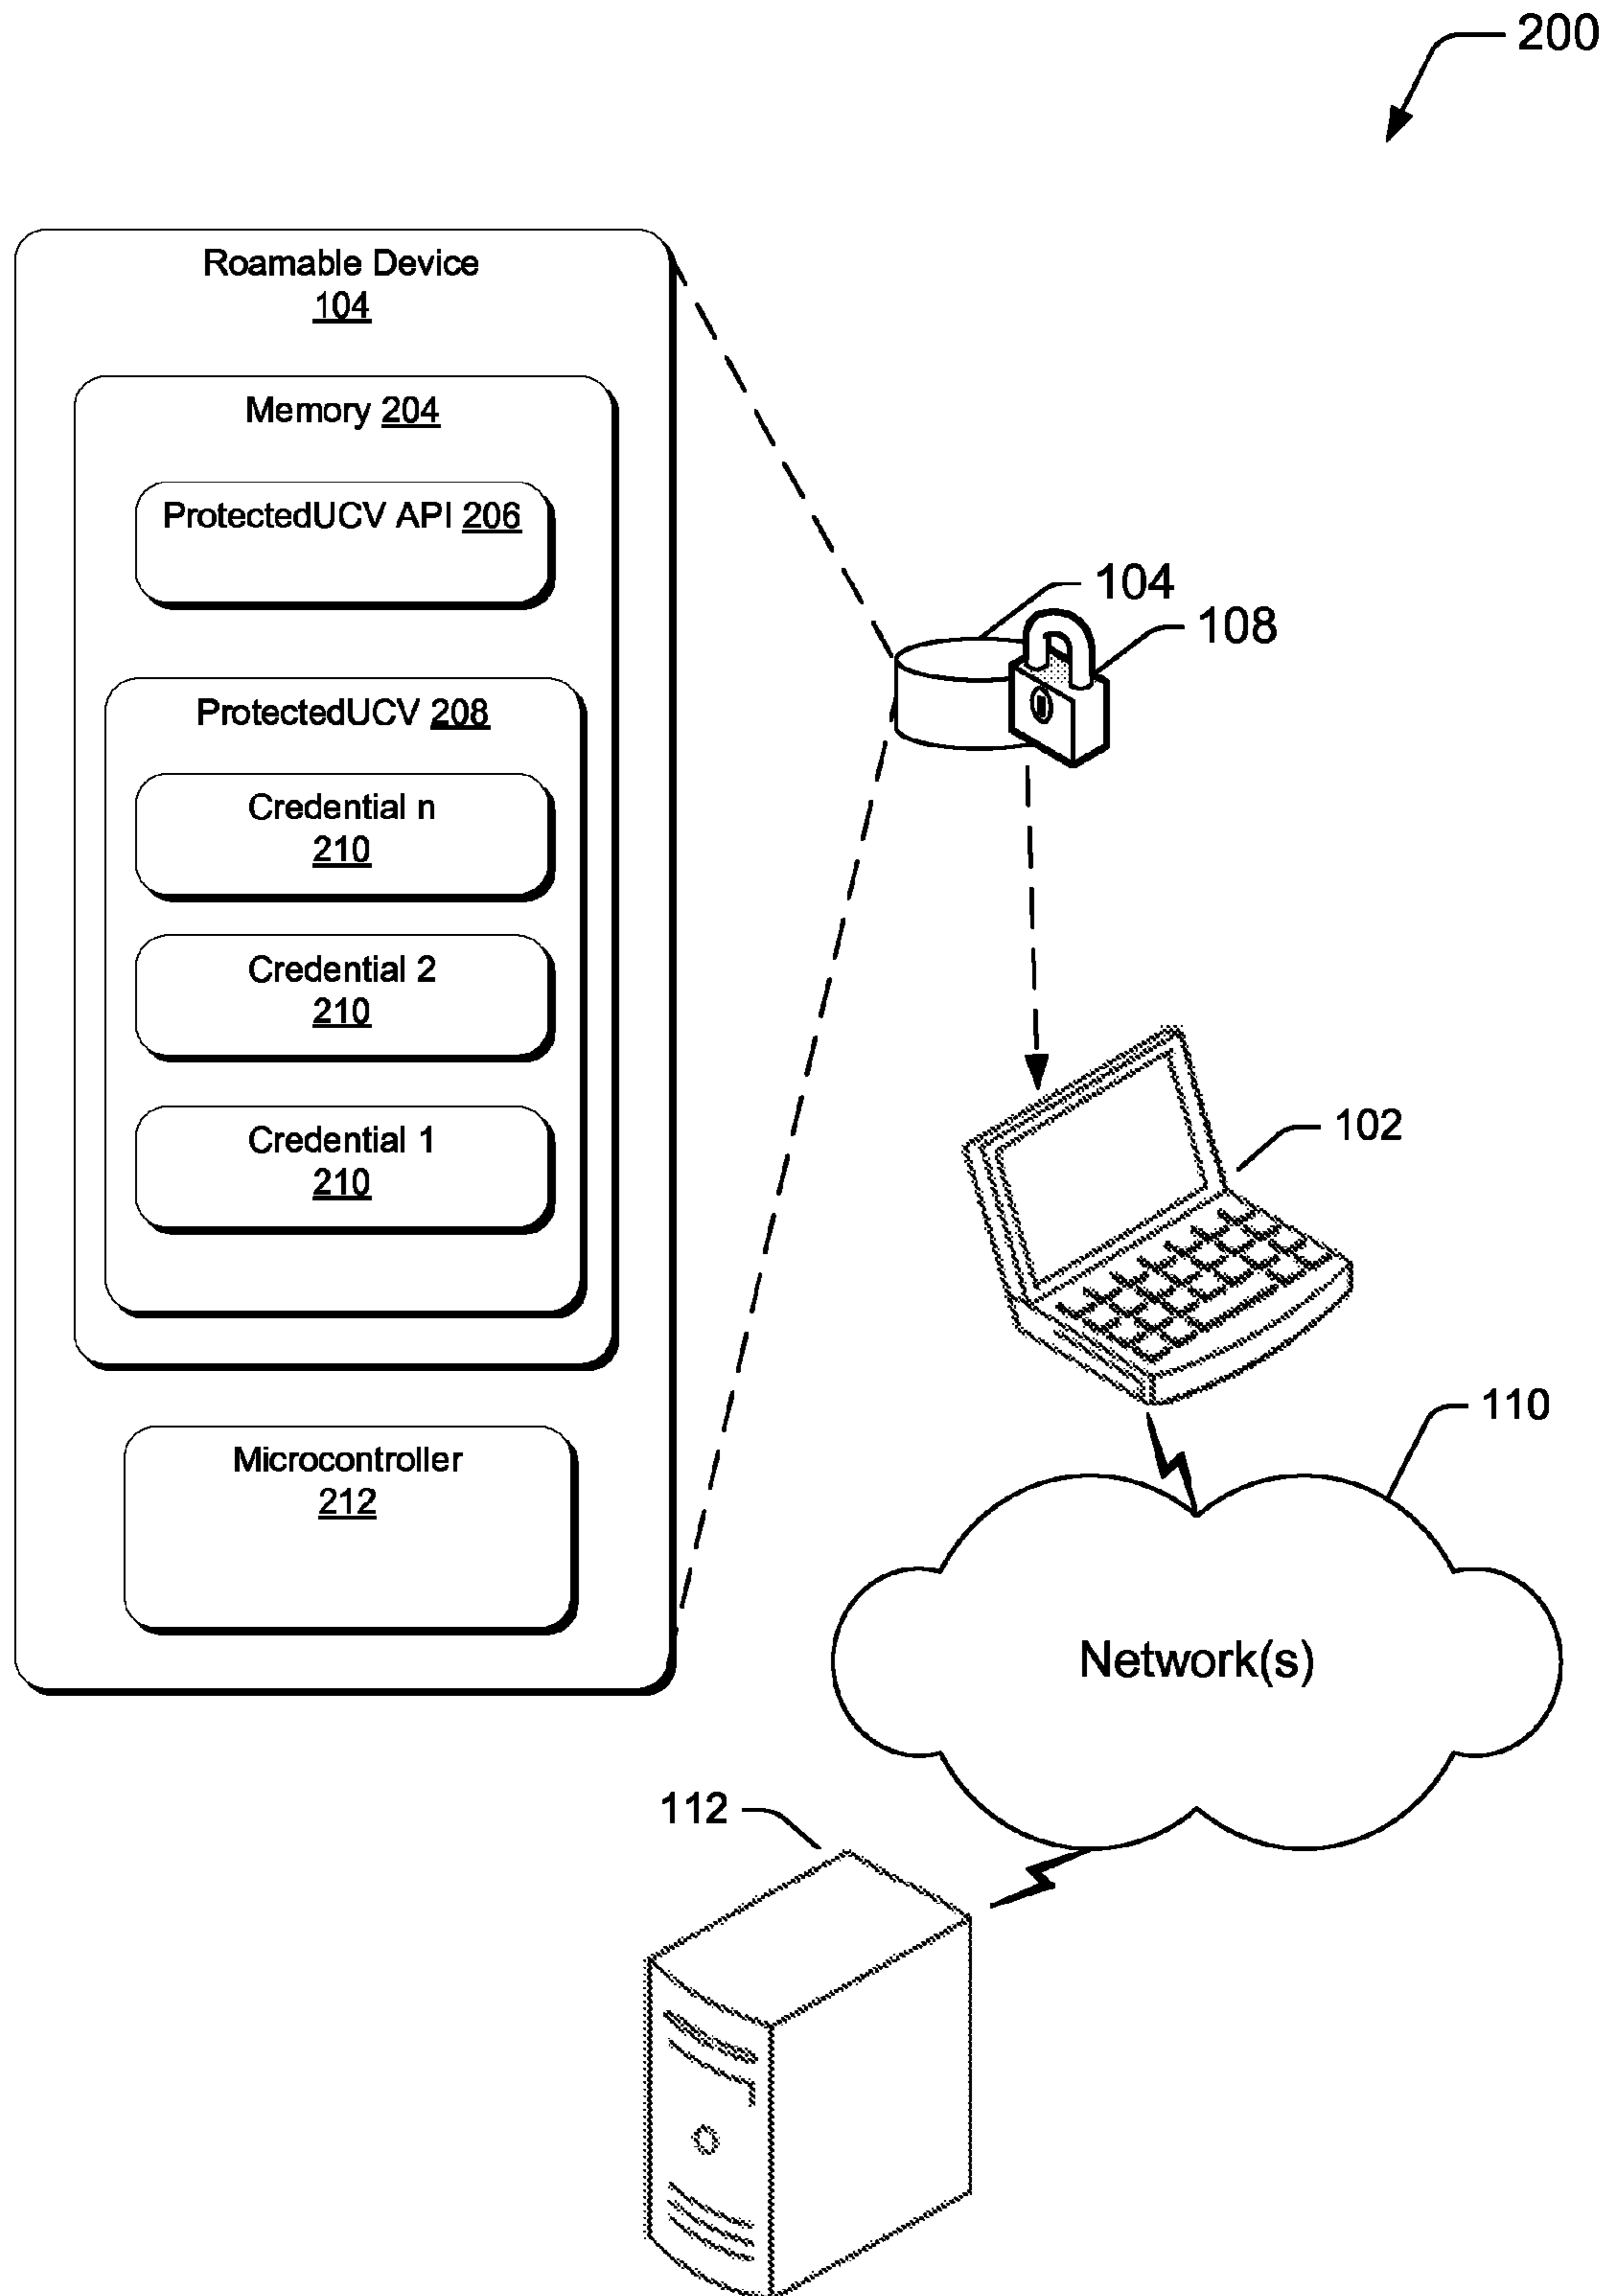 200
Roamable Device
104
Memory 204
ProtectedUCV API 206
ProtectedUCV 208
Credential n
210
Credential 2
210
Credential 1
210
Microcontroller
212
104
108
102
110
Network(s)
112